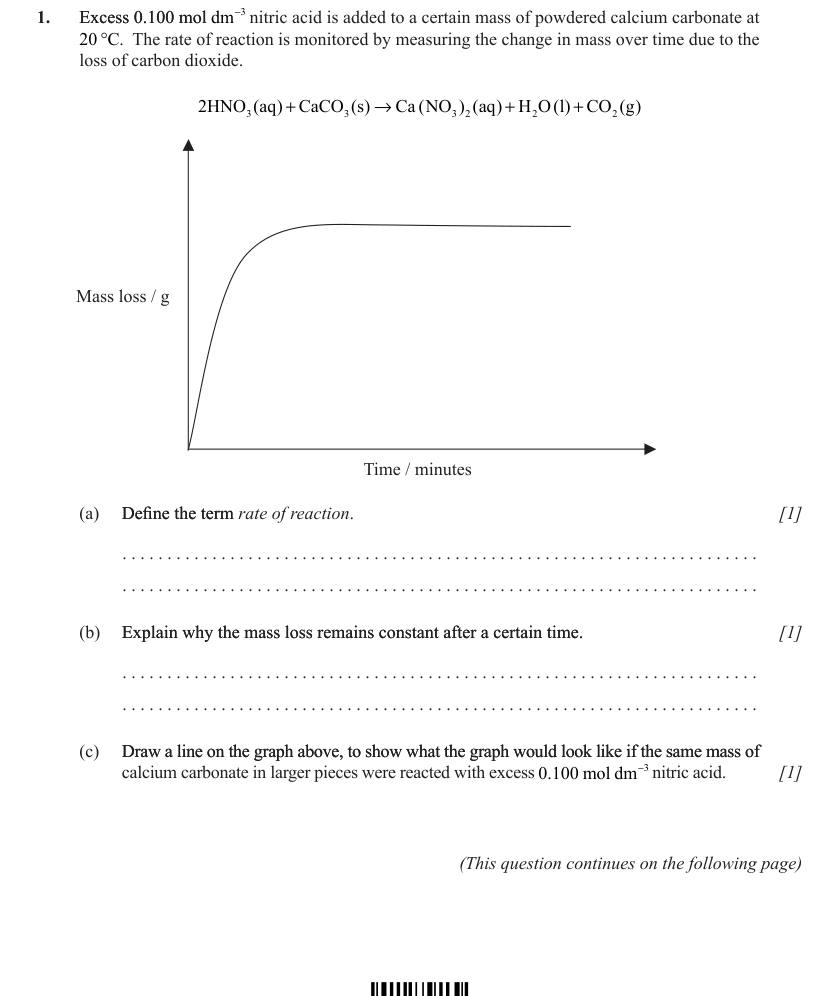 1. Excess 0.100 mol dm⁻³ nitric acid is added to a certain mass of powdered calcium carbonate at
20 °C. The rate of reaction is monitored by measuring the change in mass over time due to the
loss of carbon dioxide.
2HNO₃(aq) + CaCO₃(s) → Ca(NO₃)₂(aq) + H₂O(l) + CO₂(g)
Mass loss / g
Time / minutes
(a) Define the term rate of reaction. [1]
(b) Explain why the mass loss remains constant after a certain time. [1]
(c) Draw a line on the graph above, to show what the graph would look like if the same mass of
calcium carbonate in larger pieces were reacted with excess 0.100 mol dm⁻³ nitric acid. [1]
(This question continues on the following page)